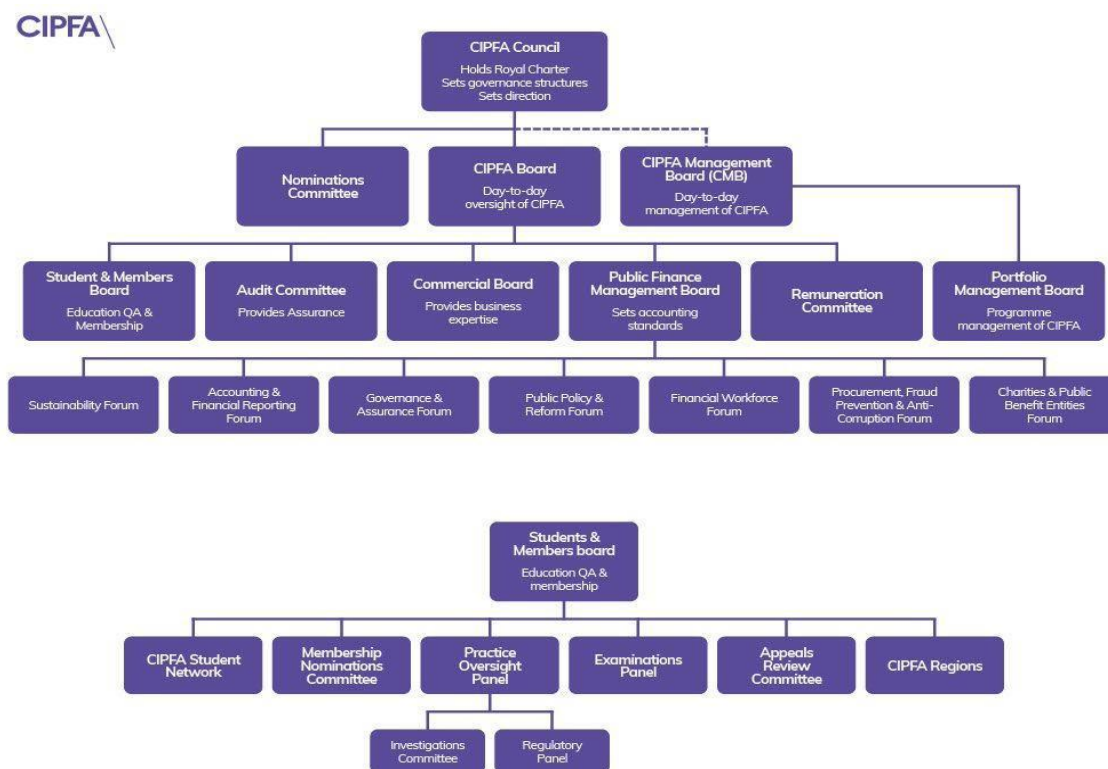 CIPFA
CIPFA Council
Holds Royal Charter
Sets governance structures
Sets direction
Nominations
Committee
CIPFA Board
Day-to-day
oversight of CIPFA
CIPFA Management
Board (CMB)
Day-to-day
management of CIPFA
Student & Members
Board
Education QA &
Membership
Audit Committee
Provides Assurance
Commercial Board
Provides business
expertise
Public Finance
Management Board
Sets accounting
standards
Remuneration
Committee
Portfolio
Management Board
Programme
management of CIPFA
Sustainability Forum
Accounting &
Financial Reporting
Forum
Governance &
Assurance Forum
Public Policy &
Reform Forum
Financial Workforce
Forum
Procurement, Fraud
Prevention & Anti-
Corruption Forum
Charities & Public
Benefit Entities
Forum
Students &
Members board
Education QA &
membership
CIPFA Student
Network
Membership
Nominations
Committee
Practice
Oversight
Panel
Examinations
Panel
Appeals
Review
Committee
CIPFA Regions
Investigations
Committee
Regulatory
Panel